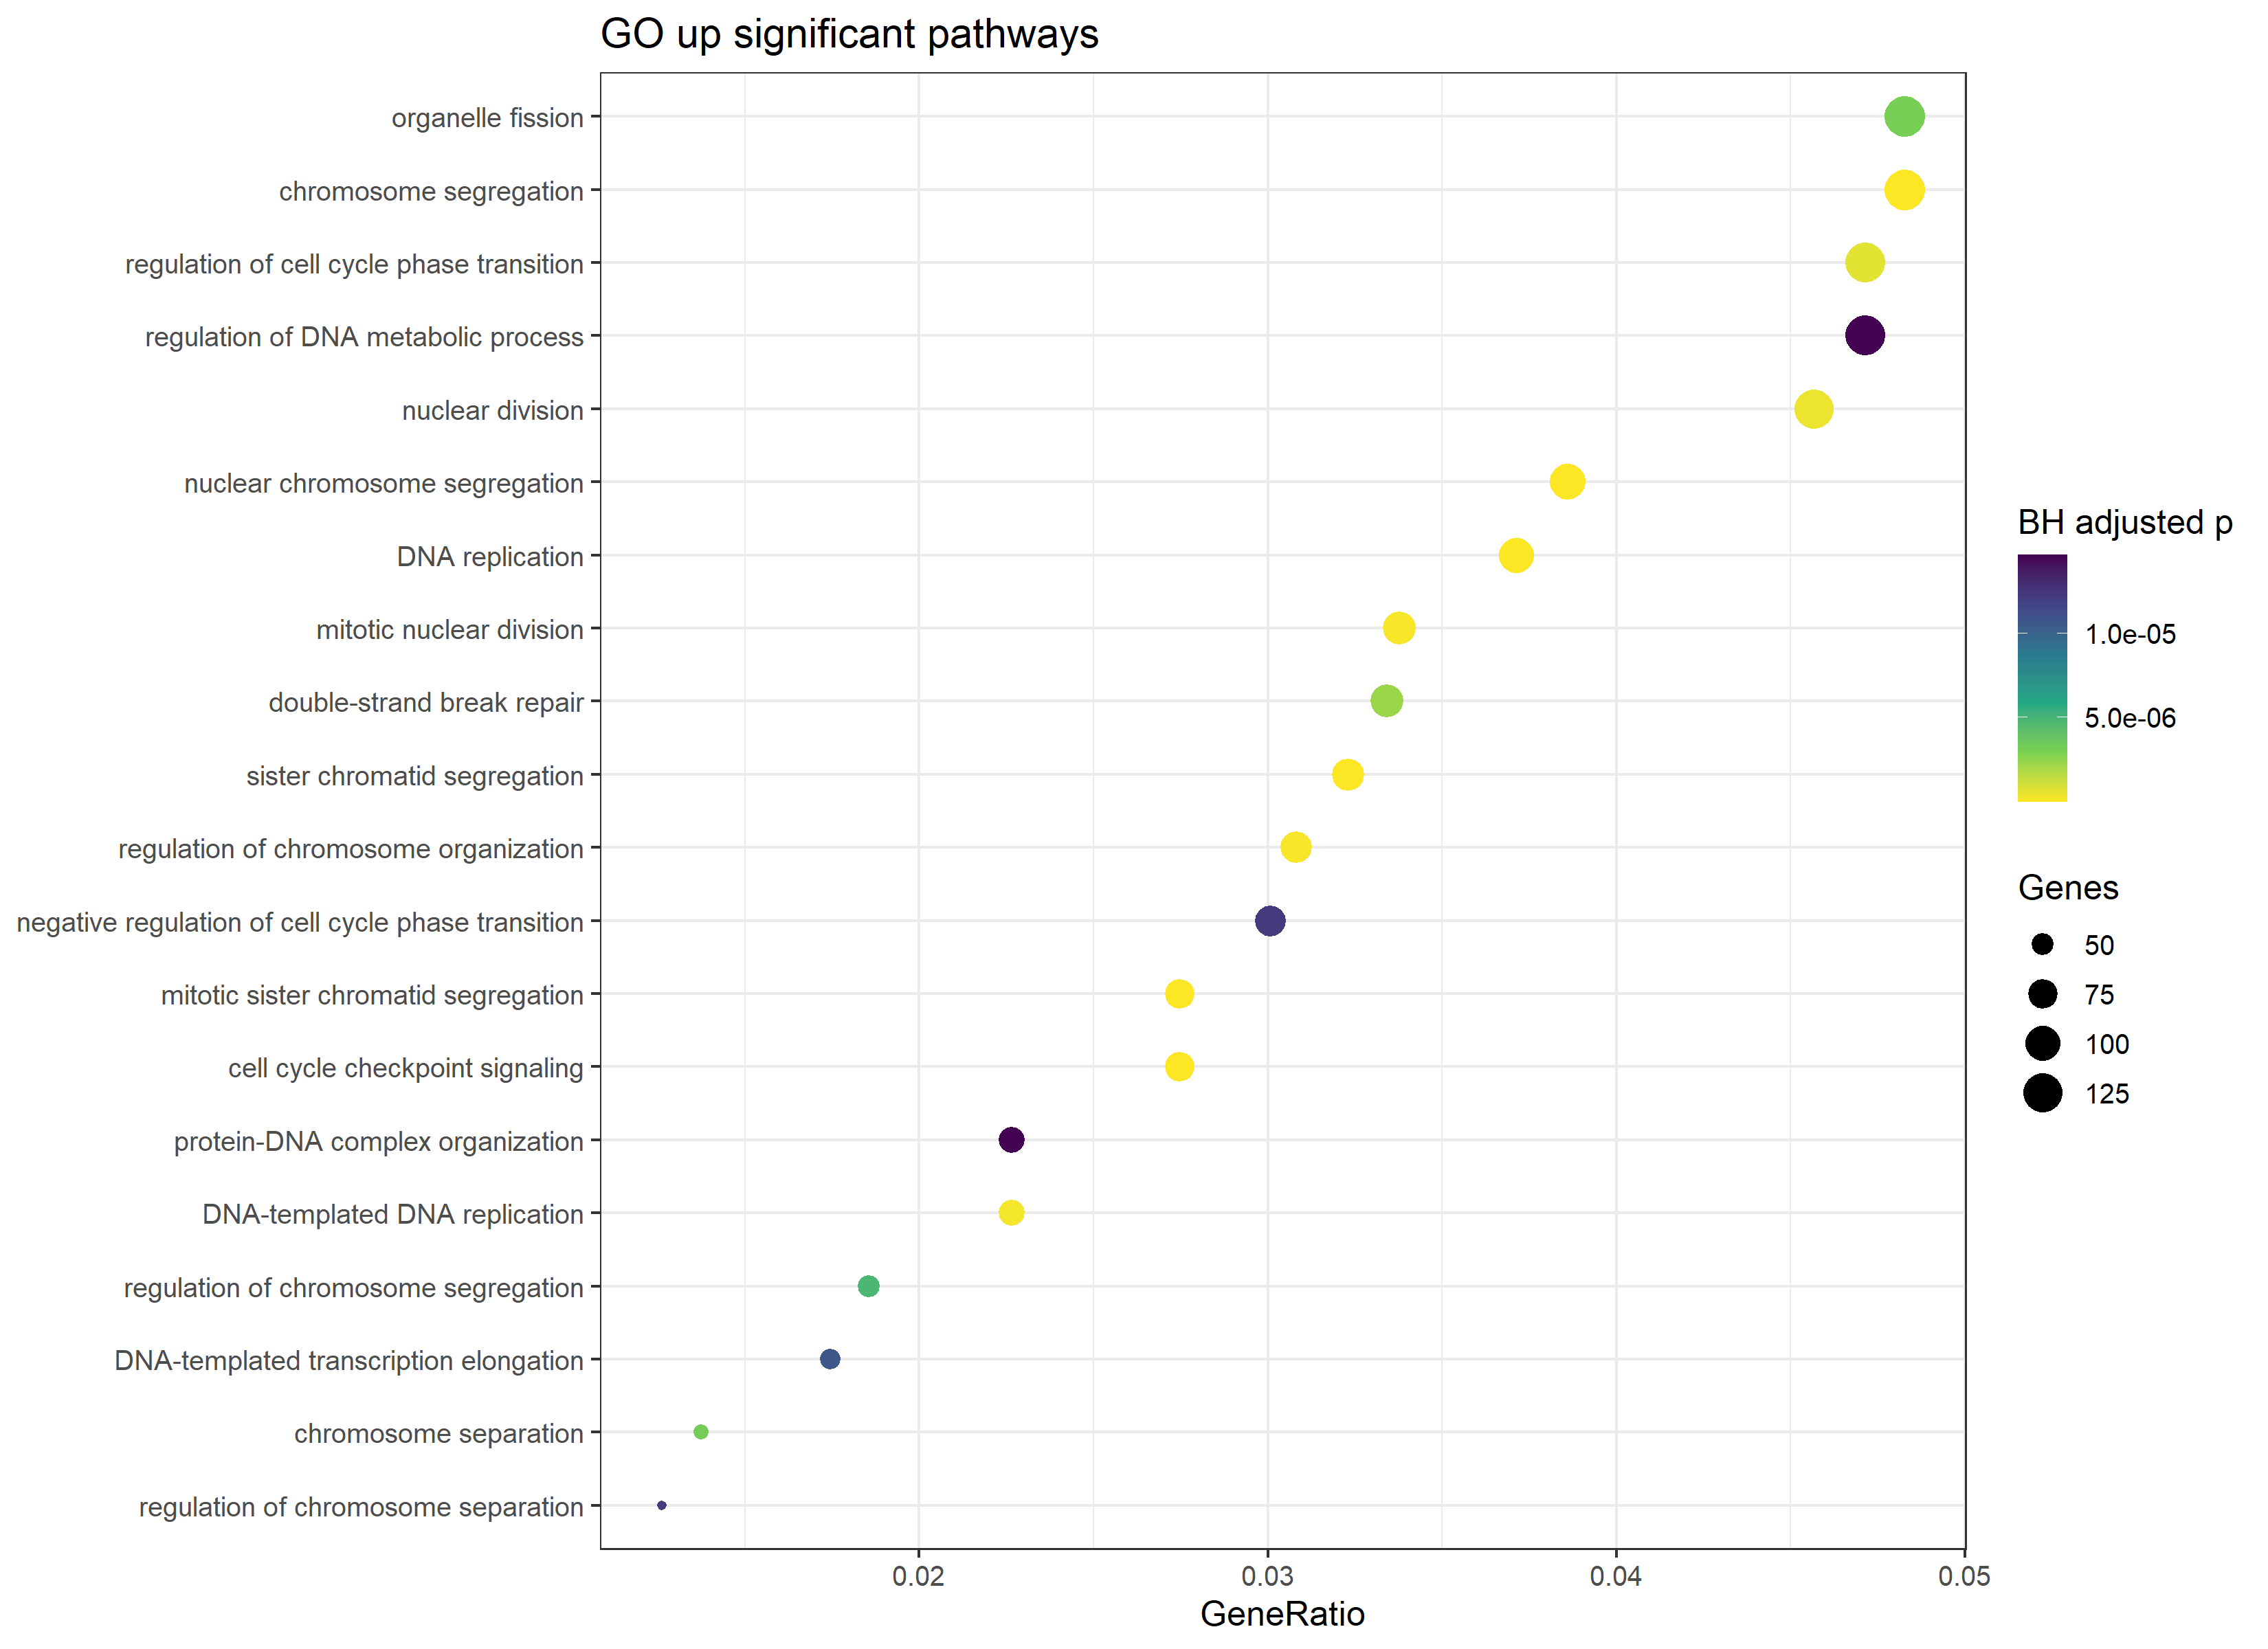 GO up significant pathways
organelle fission
chromosome segregation
regulation of cell cycle phase transition
regulation of DNA metabolic process
nuclear division
nuclear chromosome segregation
DNA replication
mitotic nuclear division
double-strand break repair
sister chromatid segregation
regulation of chromosome organization
negative regulation of cell cycle phase transition
mitotic sister chromatid segregation
cell cycle checkpoint signaling
protein-DNA complex organization
DNA-templated DNA replication
regulation of chromosome segregation
DNA-templated transcription elongation
chromosome separation
regulation of chromosome separation
0.02
0.03
0.04
0.05
GeneRatio
BH adjusted p
1.0e-05
5.0e-06
Genes
50
75
100
125